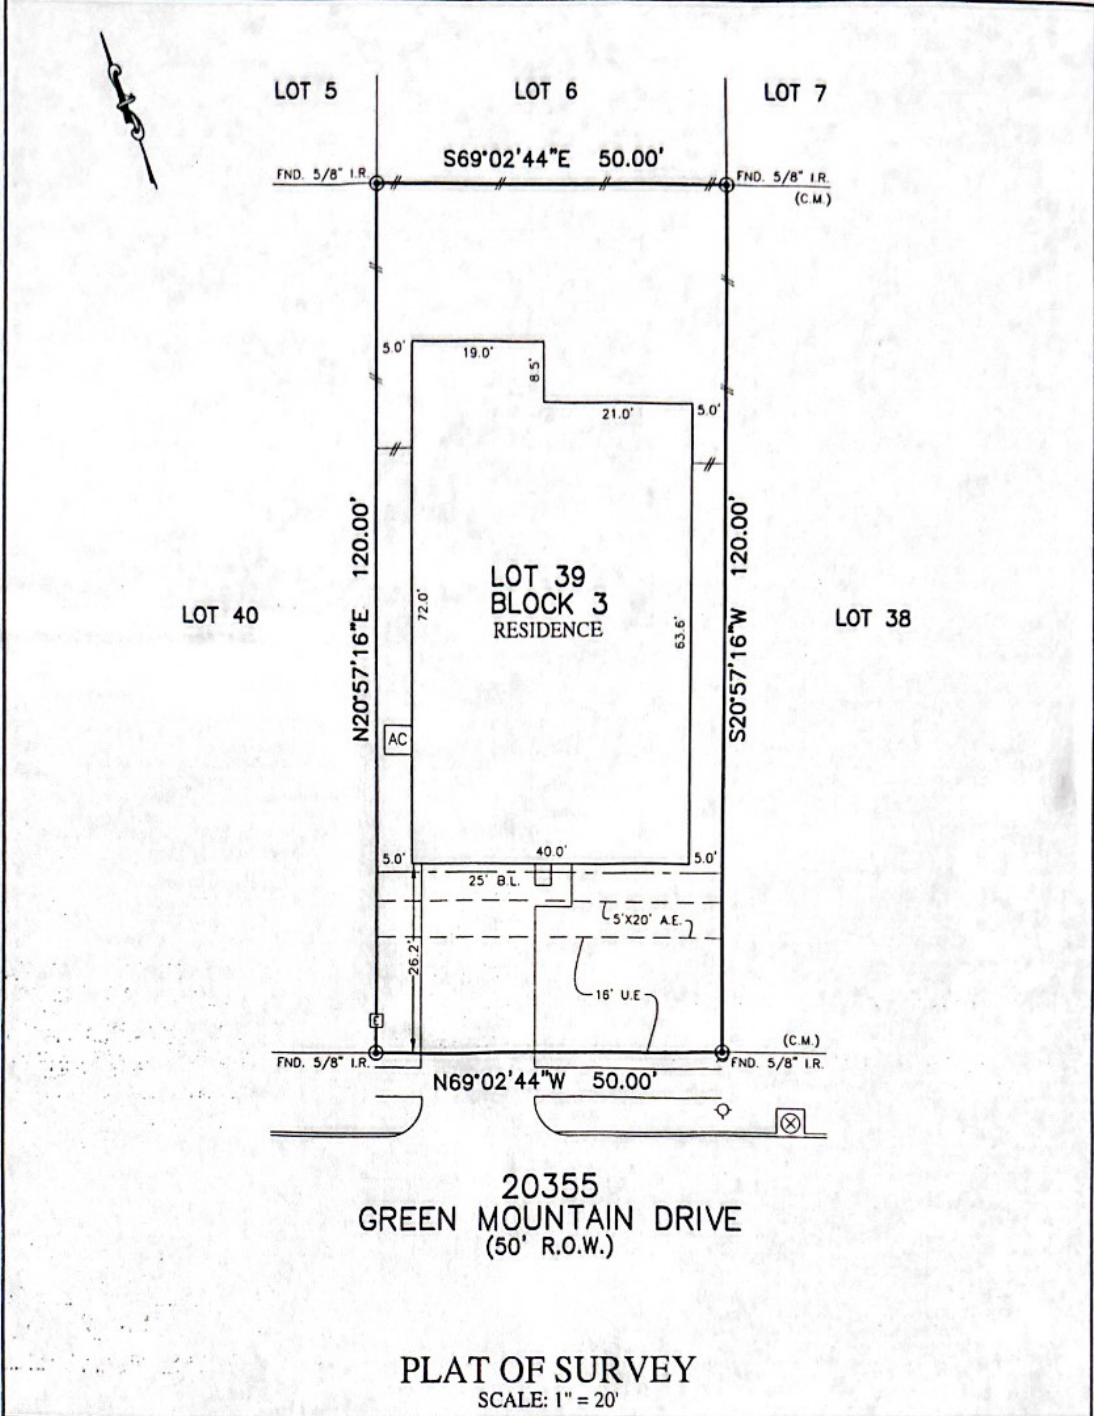 LOT 5
LOT 6
LOT 7
S69°02'44"E 50.00'
FND. 5/8" I.R.
FND. 5/8" I.R.
(C.M.)
5.0'
19.0'
8.5'
21.0'
5.0'
N20°57'16"E 120.00'
72.0'
LOT 39
BLOCK 3
RESIDENCE
63.6'
S20°57'16"W 120.00'
LOT 40
LOT 38
AC
5.0'
40.0'
5.0'
25' B.L.
5'X20' A.E.
26.2'
16' U.E
E
(C.M.)
FND. 5/8" I.R.
FND. 5/8" I.R.
N69°02'44"W 50.00'
20355
GREEN MOUNTAIN DRIVE
(50' R.O.W.)
PLAT OF SURVEY
SCALE: 1" = 20'